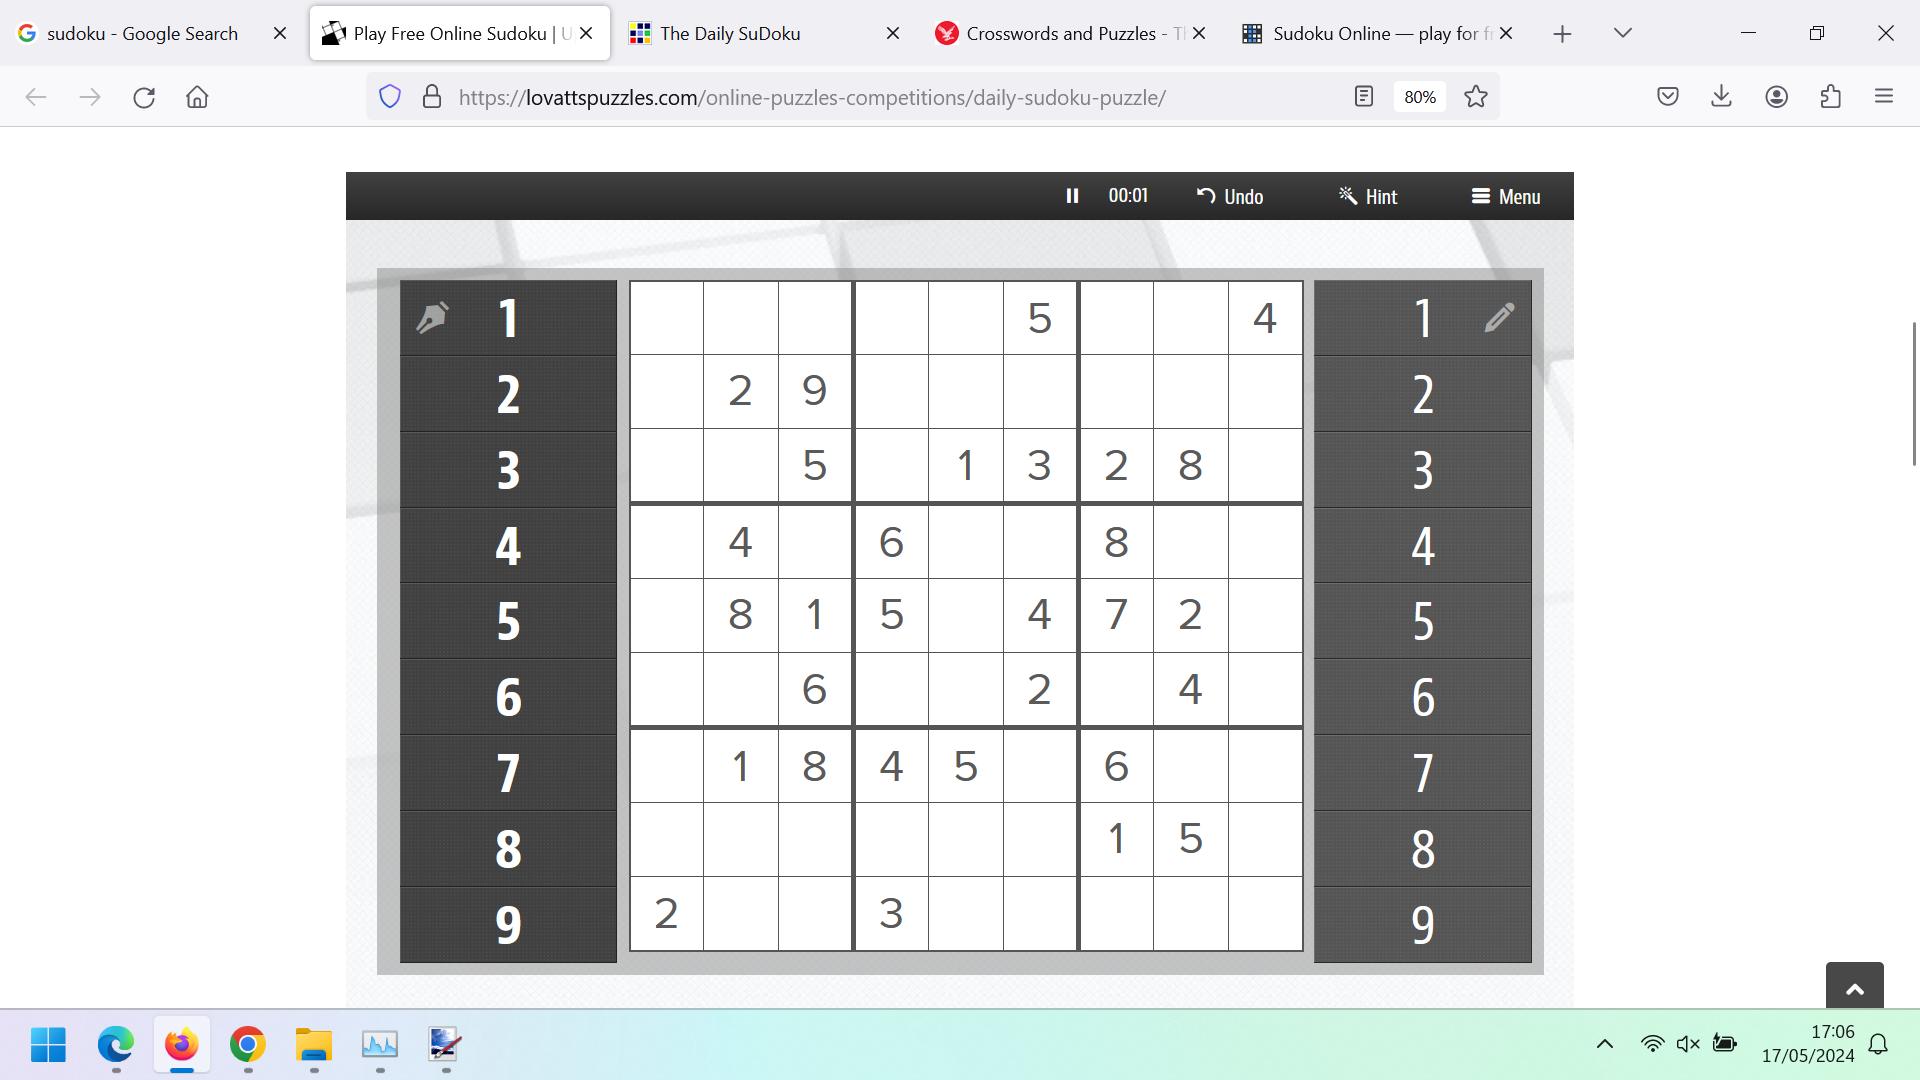 sudoku - Google Search
Play Free Online Sudoku | U
The Daily SuDoku
Crosswords and Puzzles - Th
Sudoku Online — play for fr
https://lovattspuzzles.com/online-puzzles-competitions/daily-sudoku-puzzle/
80%
00:01 Undo Hint Menu
1 5 4 1
2 2 9 2
3 5 1 3 2 8 3
4 4 6 8 4
5 8 1 5 4 7 2 5
6 6 2 4 6
7 1 8 4 5 6 7
8 1 5 8
9 2 3 9
17:06
17/05/2024